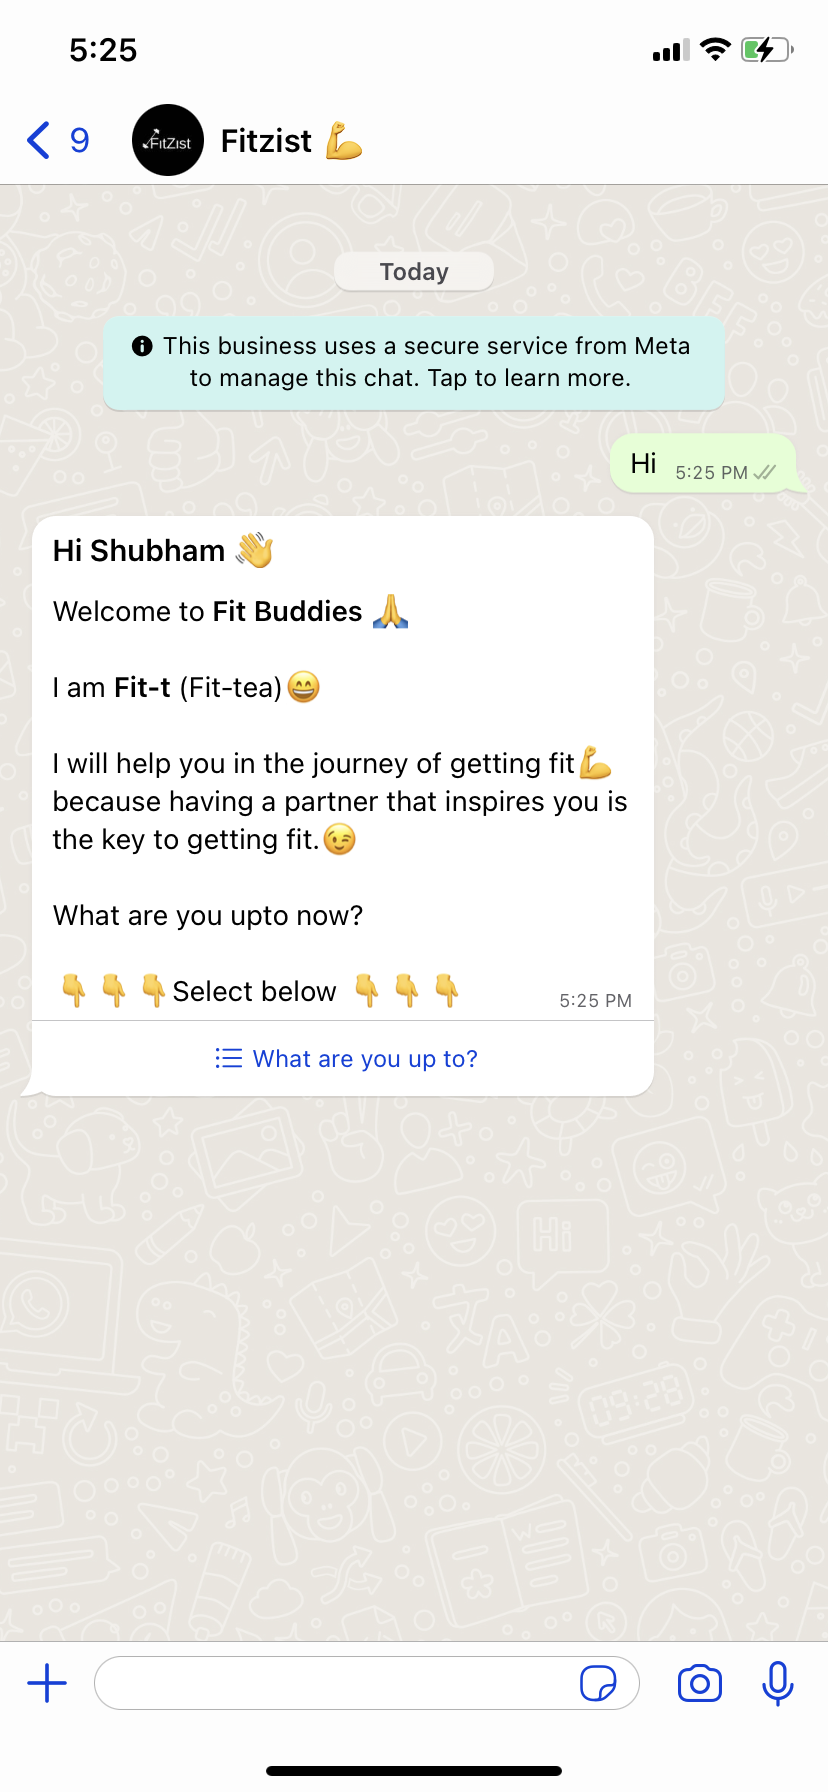 5:25
9
FitZist
Fitzist 💪
Today
This business uses a secure service from Meta
to manage this chat. Tap to learn more.
Hi
5:25 PM
Hi Shubham 👋
Welcome to Fit Buddies 🙏
I am Fit-t (Fit-tea)😄
I will help you in the journey of getting fit💪
because having a partner that inspires you is
the key to getting fit.😉
What are you upto now?
👇👇👇Select below 👇👇👇
5:25 PM
What are you up to?
Hi
09:28